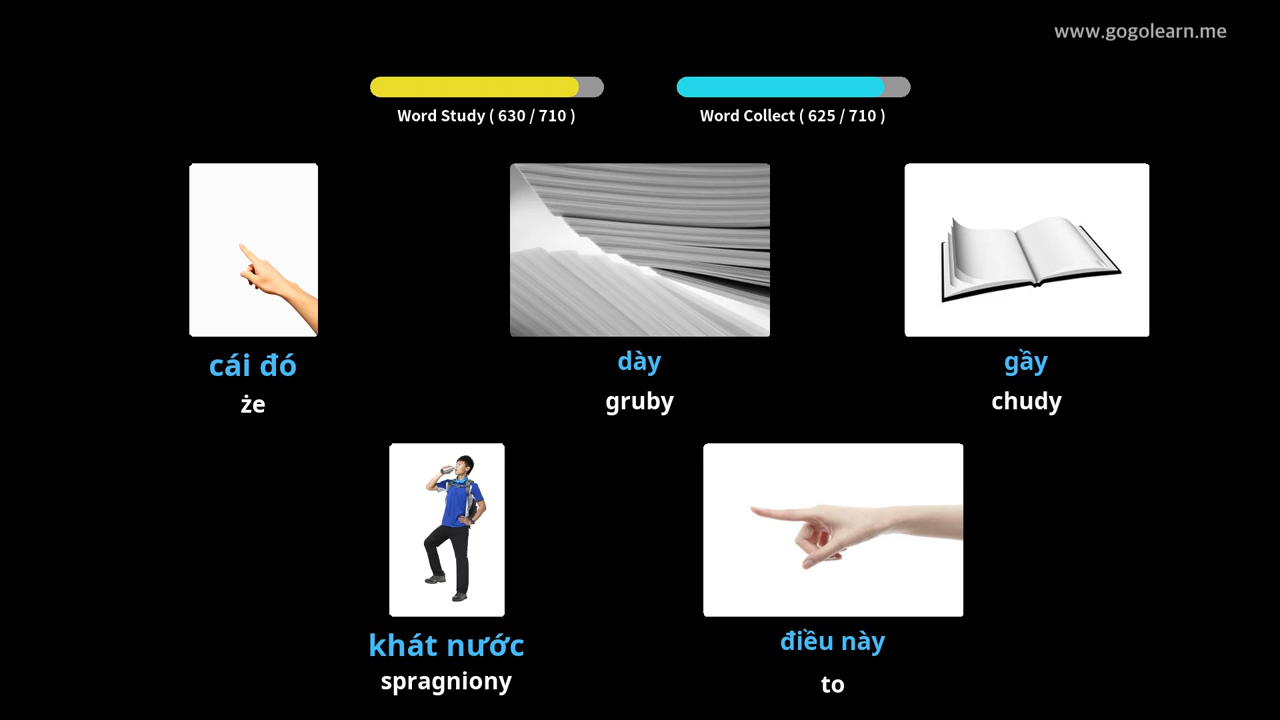 www.gogolearn.me
Word Study ( 630 / 710 )
Word Collect ( 625 / 710 )
cái đó
że
dày
gruby
gầy
chudy
khát nước
spragniony
điều này
to